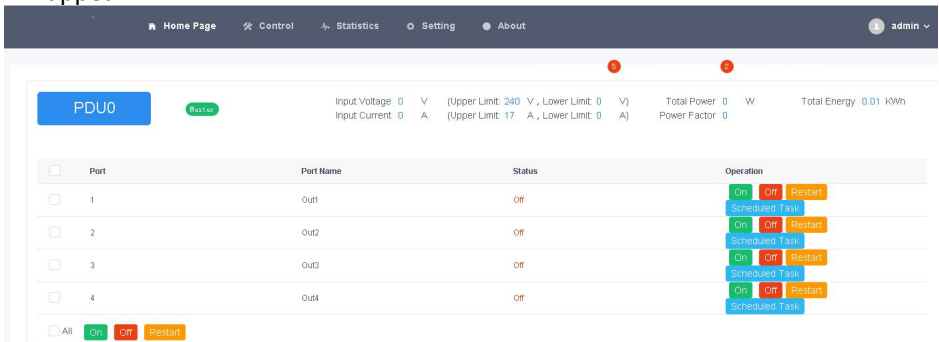 Home Page Control Statistics Setting About admin
5 2
PDU0 Master Input Voltage 0 V (Upper Limit: 240 V , Lower Limit: 0 V) Total Power 0 W Total Energy 0.01 KWh
Input Current 0 A (Upper Limit: 17 A , Lower Limit: 0 A) Power Factor 0
Port Port Name Status Operation
1 Out1 Off On Off Restart
Scheduled Task
2 Out2 Off On Off Restart
Scheduled Task
3 Out3 Off On Off Restart
Scheduled Task
4 Out4 Off On Off Restart
Scheduled Task
All On Off Restart